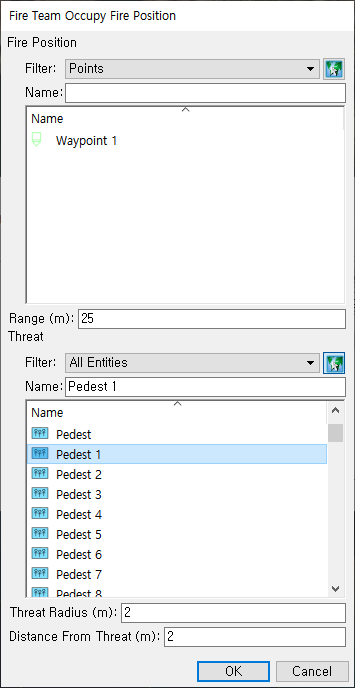 Fire Team Occupy Fire Position
Fire Position
Filter: Points
Name:
Name
Waypoint 1
Range (m): 25
Threat
Filter: All Entities
Name: Pedest 1
Name
Pedest
Pedest 1
Pedest 2
Pedest 3
Pedest 4
Pedest 5
Pedest 6
Pedest 7
Pedest 8
Threat Radius (m): 2
Distance From Threat (m): 2
OK Cancel